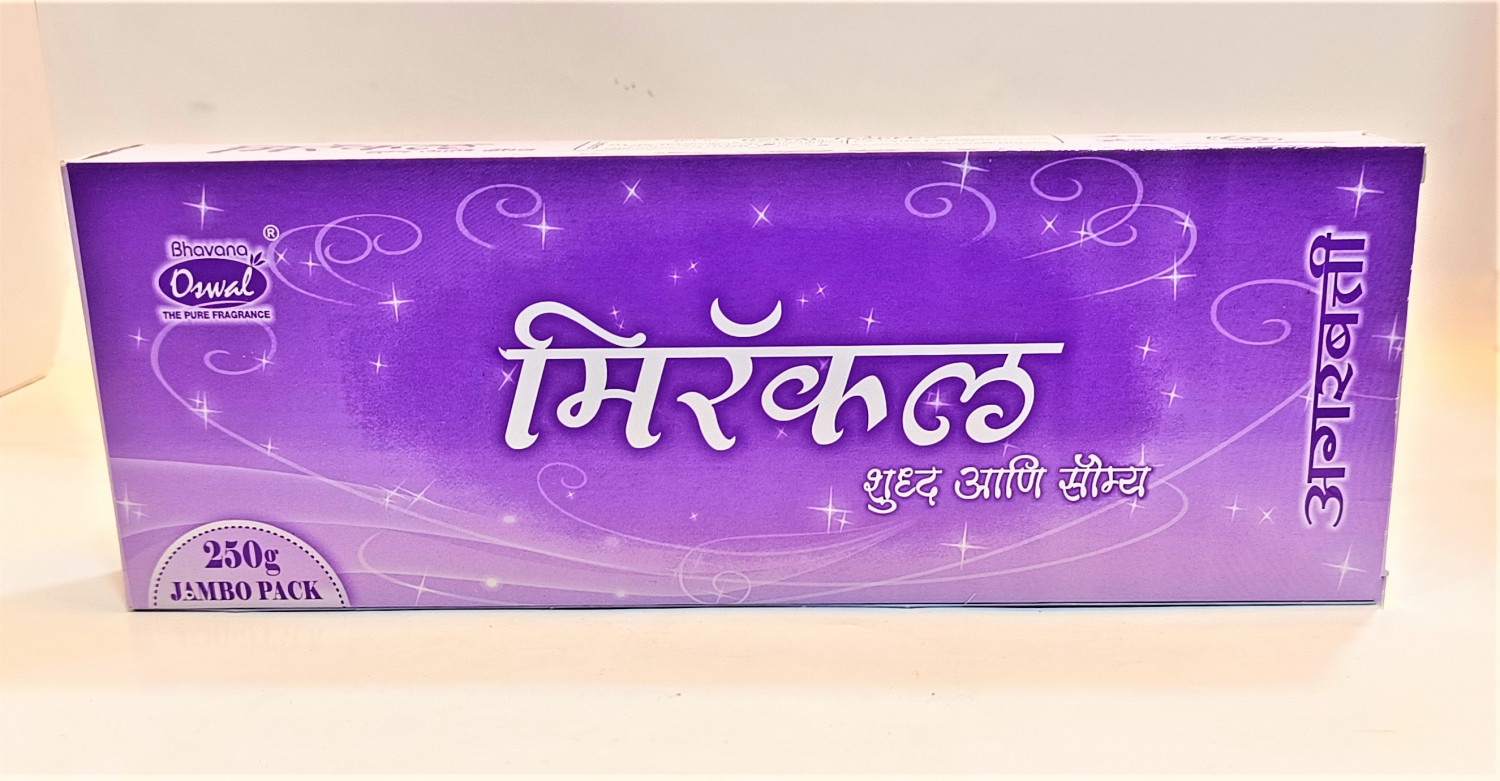 Bhavana
®
Oswal
THE PURE FRAGRANCE
मिरॅकल
शुध्द आणि सौम्य
अगरबत्ती
250g
JAMBO PACK